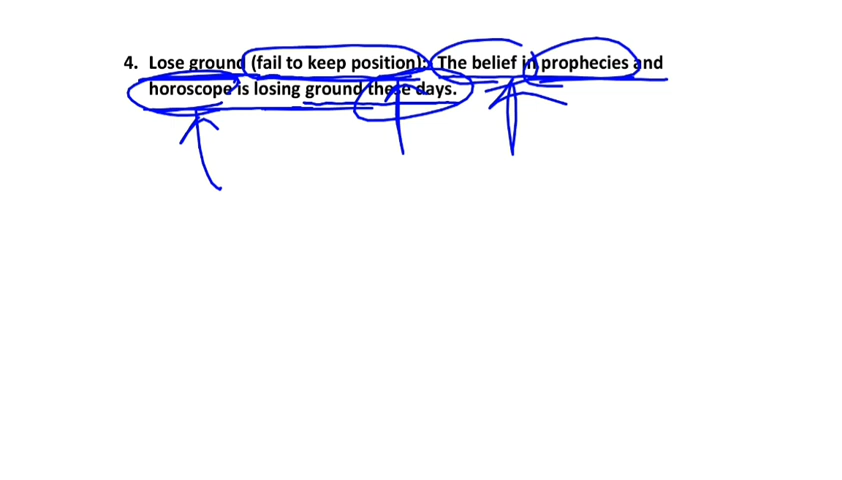 4. Lose ground (fail to keep position): The belief in prophecies and
horoscope is losing ground these days.